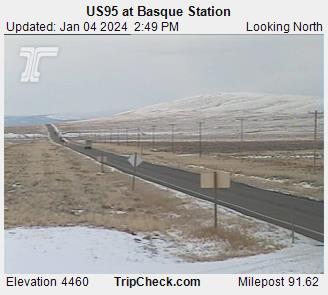 US95 at Basque Station
Updated: Jan 04 2024 2:49 PM Looking North
Elevation 4460 TripCheck.com Milepost 91.62